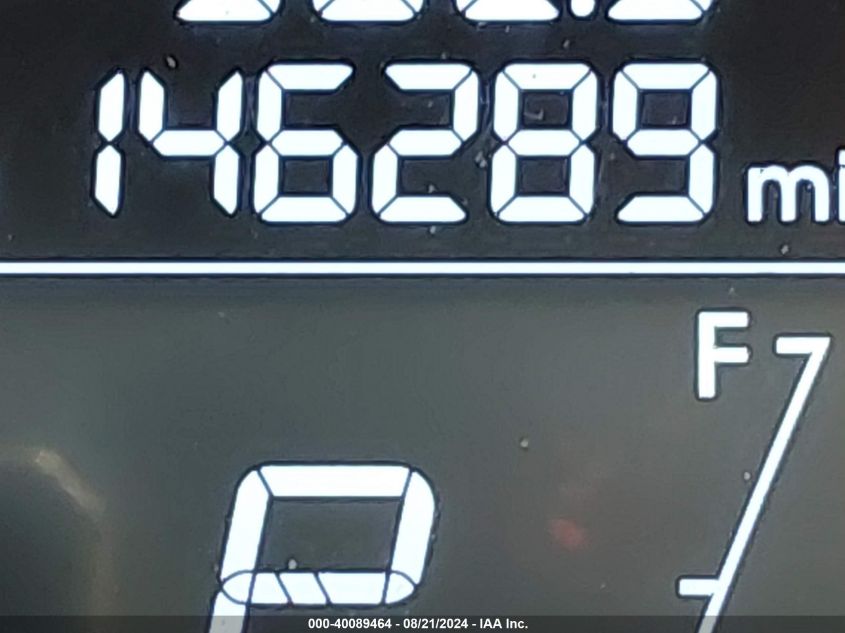 146289 mi
F
P
000-40089464 - 08/21/2024 - IAA Inc.